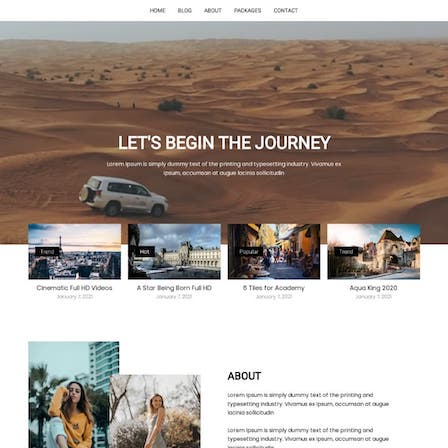 HOME BLOG ABOUT PACKAGES CONTACT
LET'S BEGIN THE JOURNEY
Lorem Ipsum is simply dummy text of the printing and typesetting industry. Vivamus ex
ipsum, accumsan at augue lacinia sollicitudin
Trend Hot Popular
Cinematic Full HD Videos A Star Being Born Full HD 6 Tiles for Academy Aqua King 2020
January 7, 2021 January 7, 2021 January 7, 2021 January 7, 2021
ABOUT
Lorem Ipsum is simply dummy text of the printing and
typesetting industry. Vivamus ex ipsum, accumsan at augue
lacinia sollicitudin
Lorem Ipsum is simply dummy text of the printing and
typesetting industry. Vivamus ex ipsum, accumsan at augue